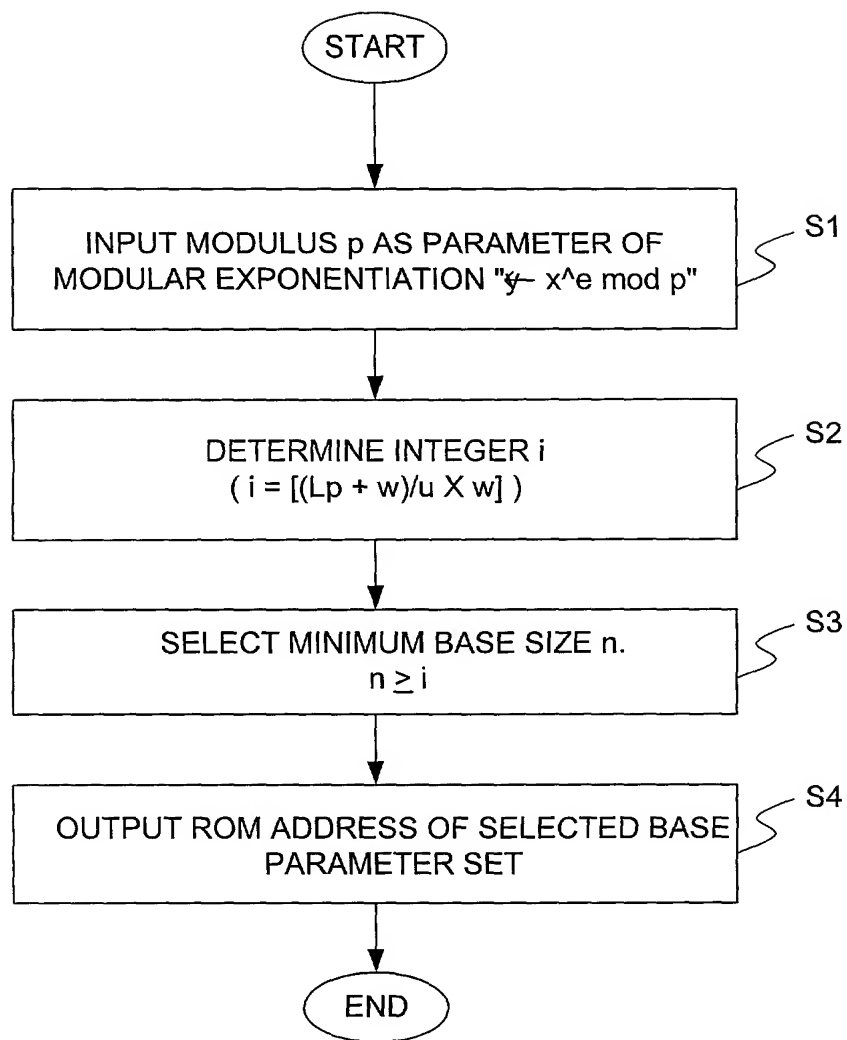 START
INPUT MODULUS p AS PARAMETER OF
MODULAR EXPONENTIATION "y← x^e mod p"
S1
DETERMINE INTEGER i
( i = [(Lp + w)/u X w] )
S2
SELECT MINIMUM BASE SIZE n.
n ≥ i
S3
OUTPUT ROM ADDRESS OF SELECTED BASE
PARAMETER SET
S4
END